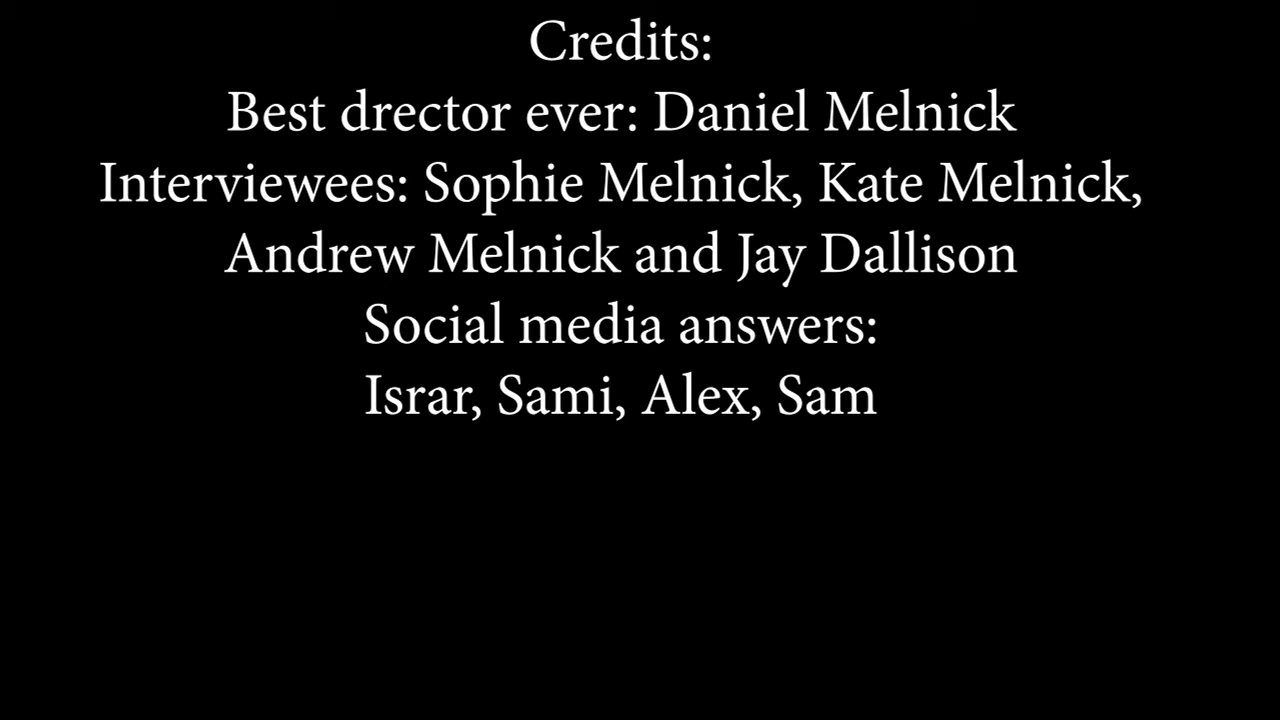 Credits:
Best drector ever: Daniel Melnick
Interviewees: Sophie Melnick, Kate Melnick,
Andrew Melnick and Jay Dallison
Social media answers:
Israr, Sami, Alex, Sam